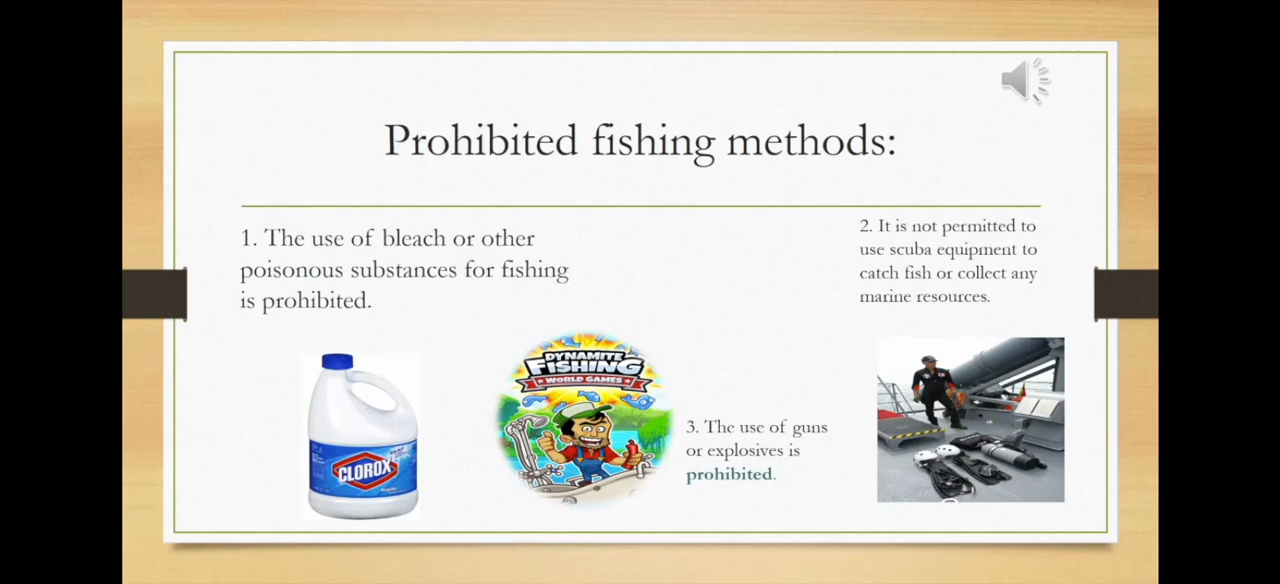 Prohibited fishing methods:
1. The use of bleach or other
poisonous substances for fishing
is prohibited.
2. It is not permitted to
use scuba equipment to
catch fish or collect any
marine resources.
DYNAMITE
FISHING
WORLD GAMES
3. The use of guns
or explosives is
prohibited.
CLOROX